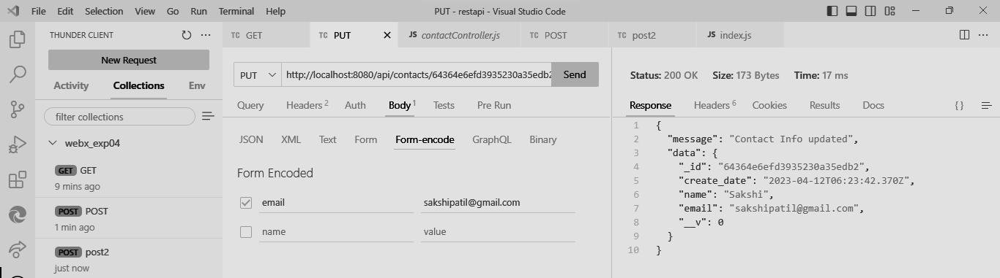 File Edit Selection View Go Run Terminal Help PUT - restapi - Visual Studio Code
THUNDER CLIENT
New Request
Activity Collections Env
filter collections
webx_exp04
GET GET
9 mins ago
POST POST
1 min ago
POST post2
just now
TC GET TC PUT JS contactController.js TC POST TC post2 JS index.js
PUT http://localhost:8080/api/contacts/64364e6efd3935230a35edb2 Send
Query Headers 2 Auth Body 1 Tests Pre Run
JSON XML Text Form Form-encode GraphQL Binary
Form Encoded
email sakshipatil@gmail.com
name value
Status: 200 OK Size: 173 Bytes Time: 17 ms
Response Headers 6 Cookies Results Docs {}
1 {
2 "message": "Contact Info updated",
3 "data": {
4 "_id": "64364e6efd3935230a35edb2",
5 "create_date": "2023-04-12T06:23:42.370Z",
6 "name": "Sakshi",
7 "email": "sakshipatil@gmail.com",
8 "__v": 0
9 }
10 }